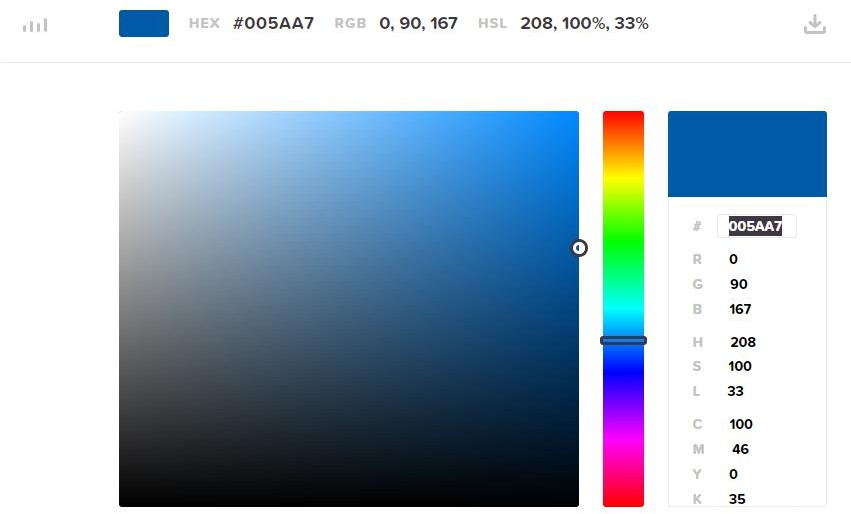 HEX #005AA7 RGB 0, 90, 167 HSL 208, 100%, 33%
# 005AA7
R 0
G 90
B 167
H 208
S 100
L 33
C 100
M 46
Y 0
K 35